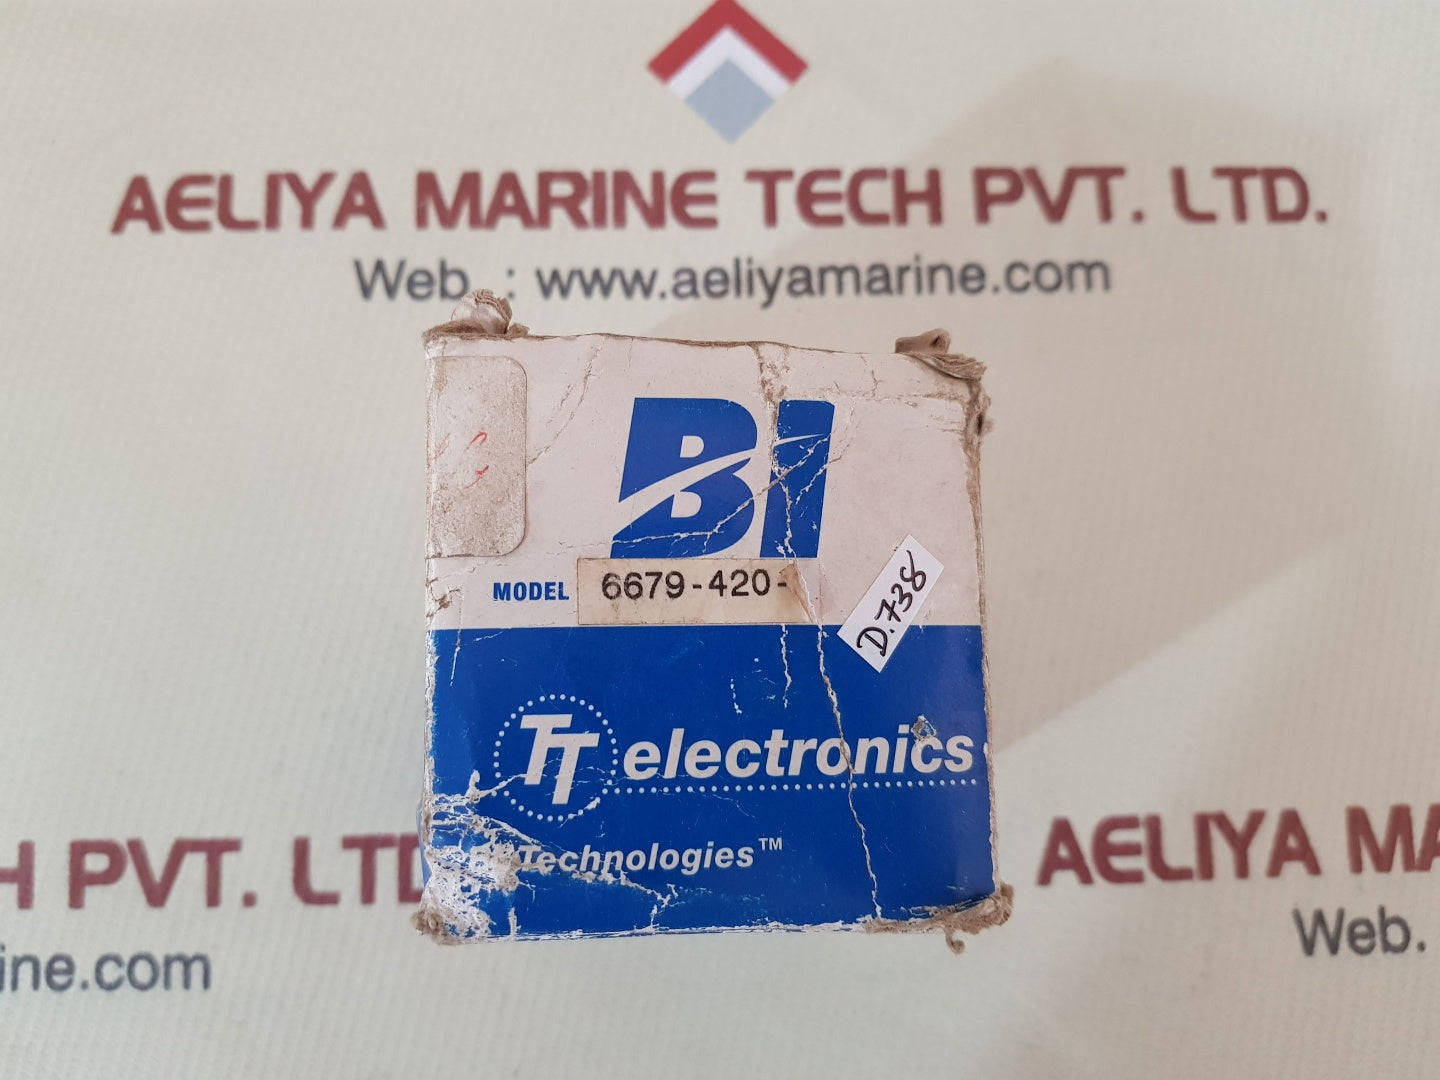 AELIYA MARINE TECH PVT. LTD.
Web. : www.aeliyamarine.com
BI
MODEL 6679-420-
D.738
TT electronics
Technologies™
H PVT. LTD
ine.com
AELIYA MA
Web.